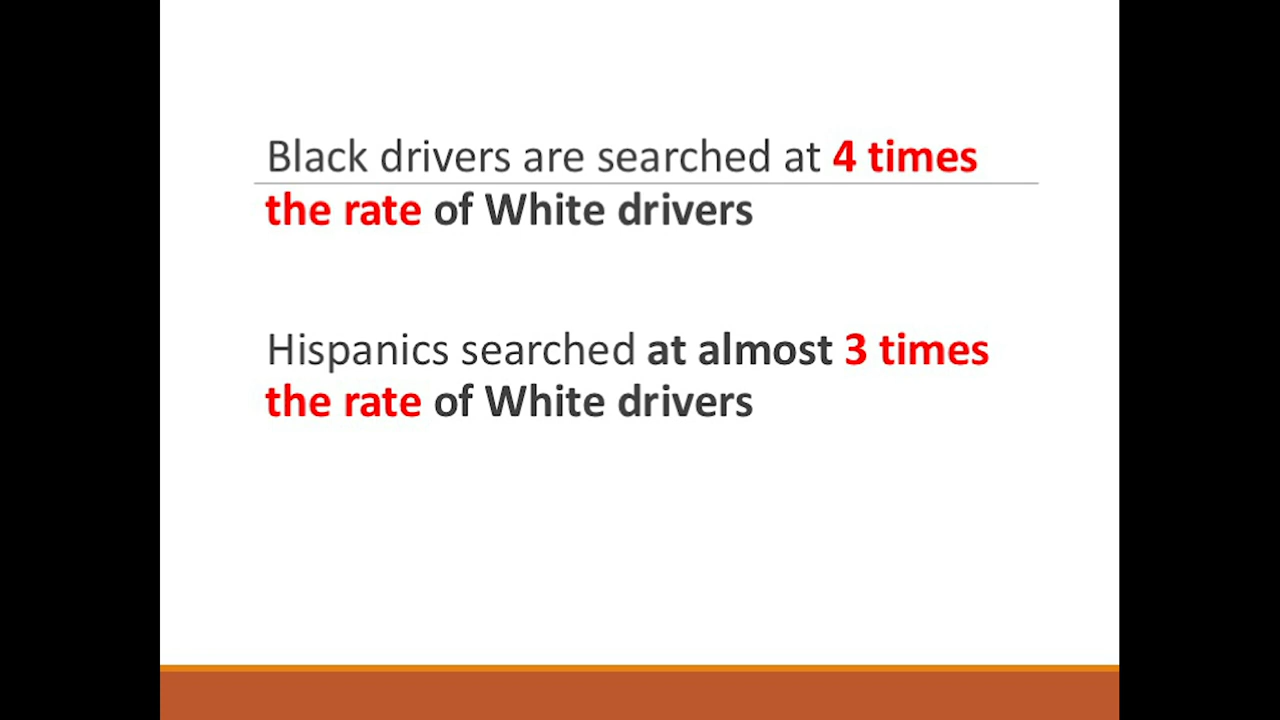 Black drivers are searched at 4 times
the rate of White drivers
Hispanics searched at almost 3 times
the rate of White drivers